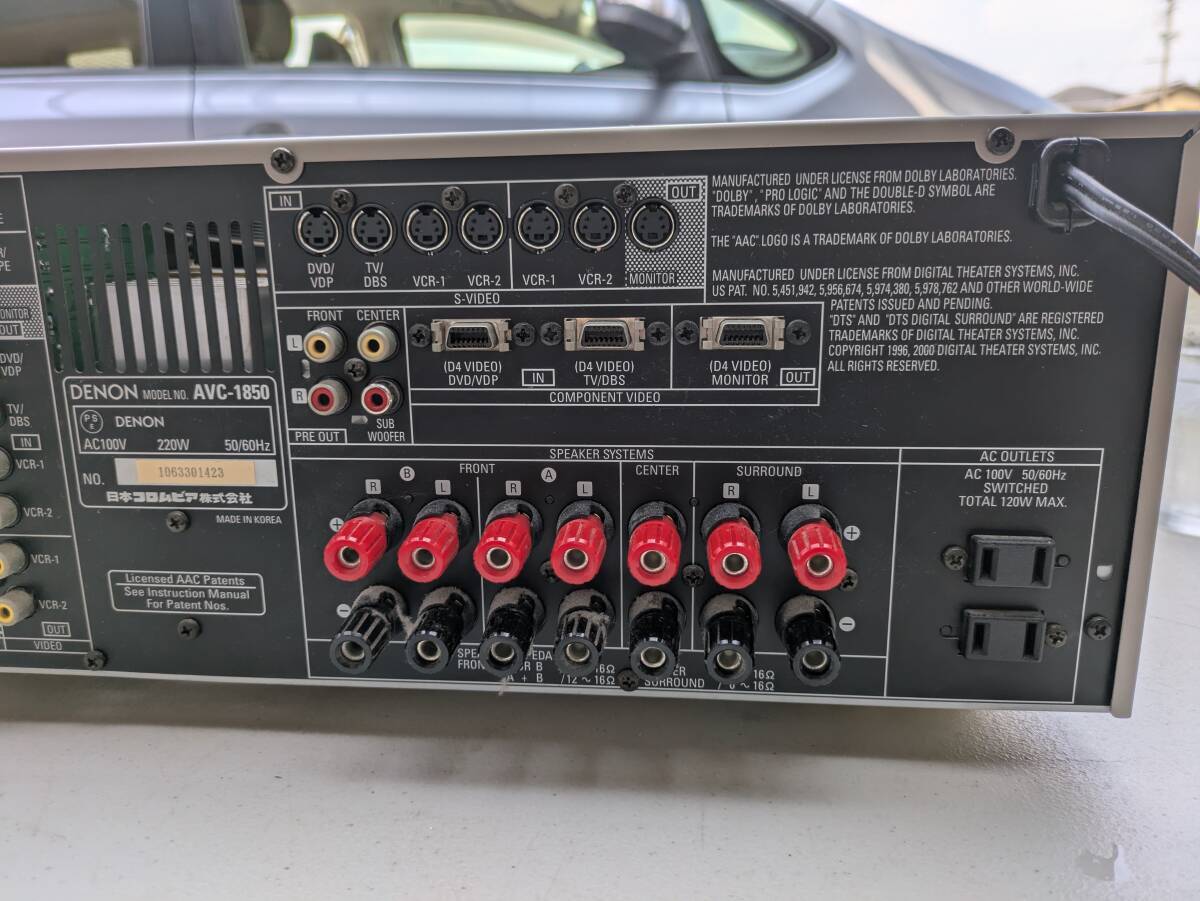 IN
OUT
DVD/
VDP
TV/
DBS
VCR-1
VCR-2
VCR-1
VCR-2
MONITOR
S-VIDEO
MANUFACTURED UNDER LICENSE FROM DOLBY LABORATORIES.
"DOLBY", "PRO LOGIC" AND THE DOUBLE-D SYMBOL ARE
TRADEMARKS OF DOLBY LABORATORIES.
THE "AAC" LOGO IS A TRADEMARK OF DOLBY LABORATORIES.
MANUFACTURED UNDER LICENSE FROM DIGITAL THEATER SYSTEMS, INC.
US PAT. NO. 5,451,942, 5,956,674, 5,974,380, 5,978,762 AND OTHER WORLD-WIDE
PATENTS ISSUED AND PENDING.
"DTS" AND "DTS DIGITAL SURROUND" ARE REGISTERED
TRADEMARKS OF DIGITAL THEATER SYSTEMS, INC.
COPYRIGHT 1996, 2000 DIGITAL THEATER SYSTEMS, INC.
ALL RIGHTS RESERVED.
FRONT CENTER
L
R
SUB
WOOFER
PRE OUT
(D4 VIDEO)
DVD/VDP
IN
(D4 VIDEO)
TV/DBS
(D4 VIDEO)
MONITOR
OUT
COMPONENT VIDEO
ONITOR
OUT
DVD/
VDP
TV/
DBS
IN
VCR-1
VCR-2
VCR-1
VCR-2
OUT
VIDEO
DENON MODEL NO. AVC-1850
PS
E
DENON
AC100V 220W 50/60Hz
NO. 1063301423
日本コロムビア株式会社
MADE IN KOREA
Licensed AAC Patents
See Instruction Manual
For Patent Nos.
SPEAKER SYSTEMS
B FRONT A
CENTER
SURROUND
R L R L R L
+ +
− −
FRONT
A + B /12 ~ 16Ω
SURROUND / 6 ~ 16Ω
AC OUTLETS
AC 100V 50/60Hz
SWITCHED
TOTAL 120W MAX.